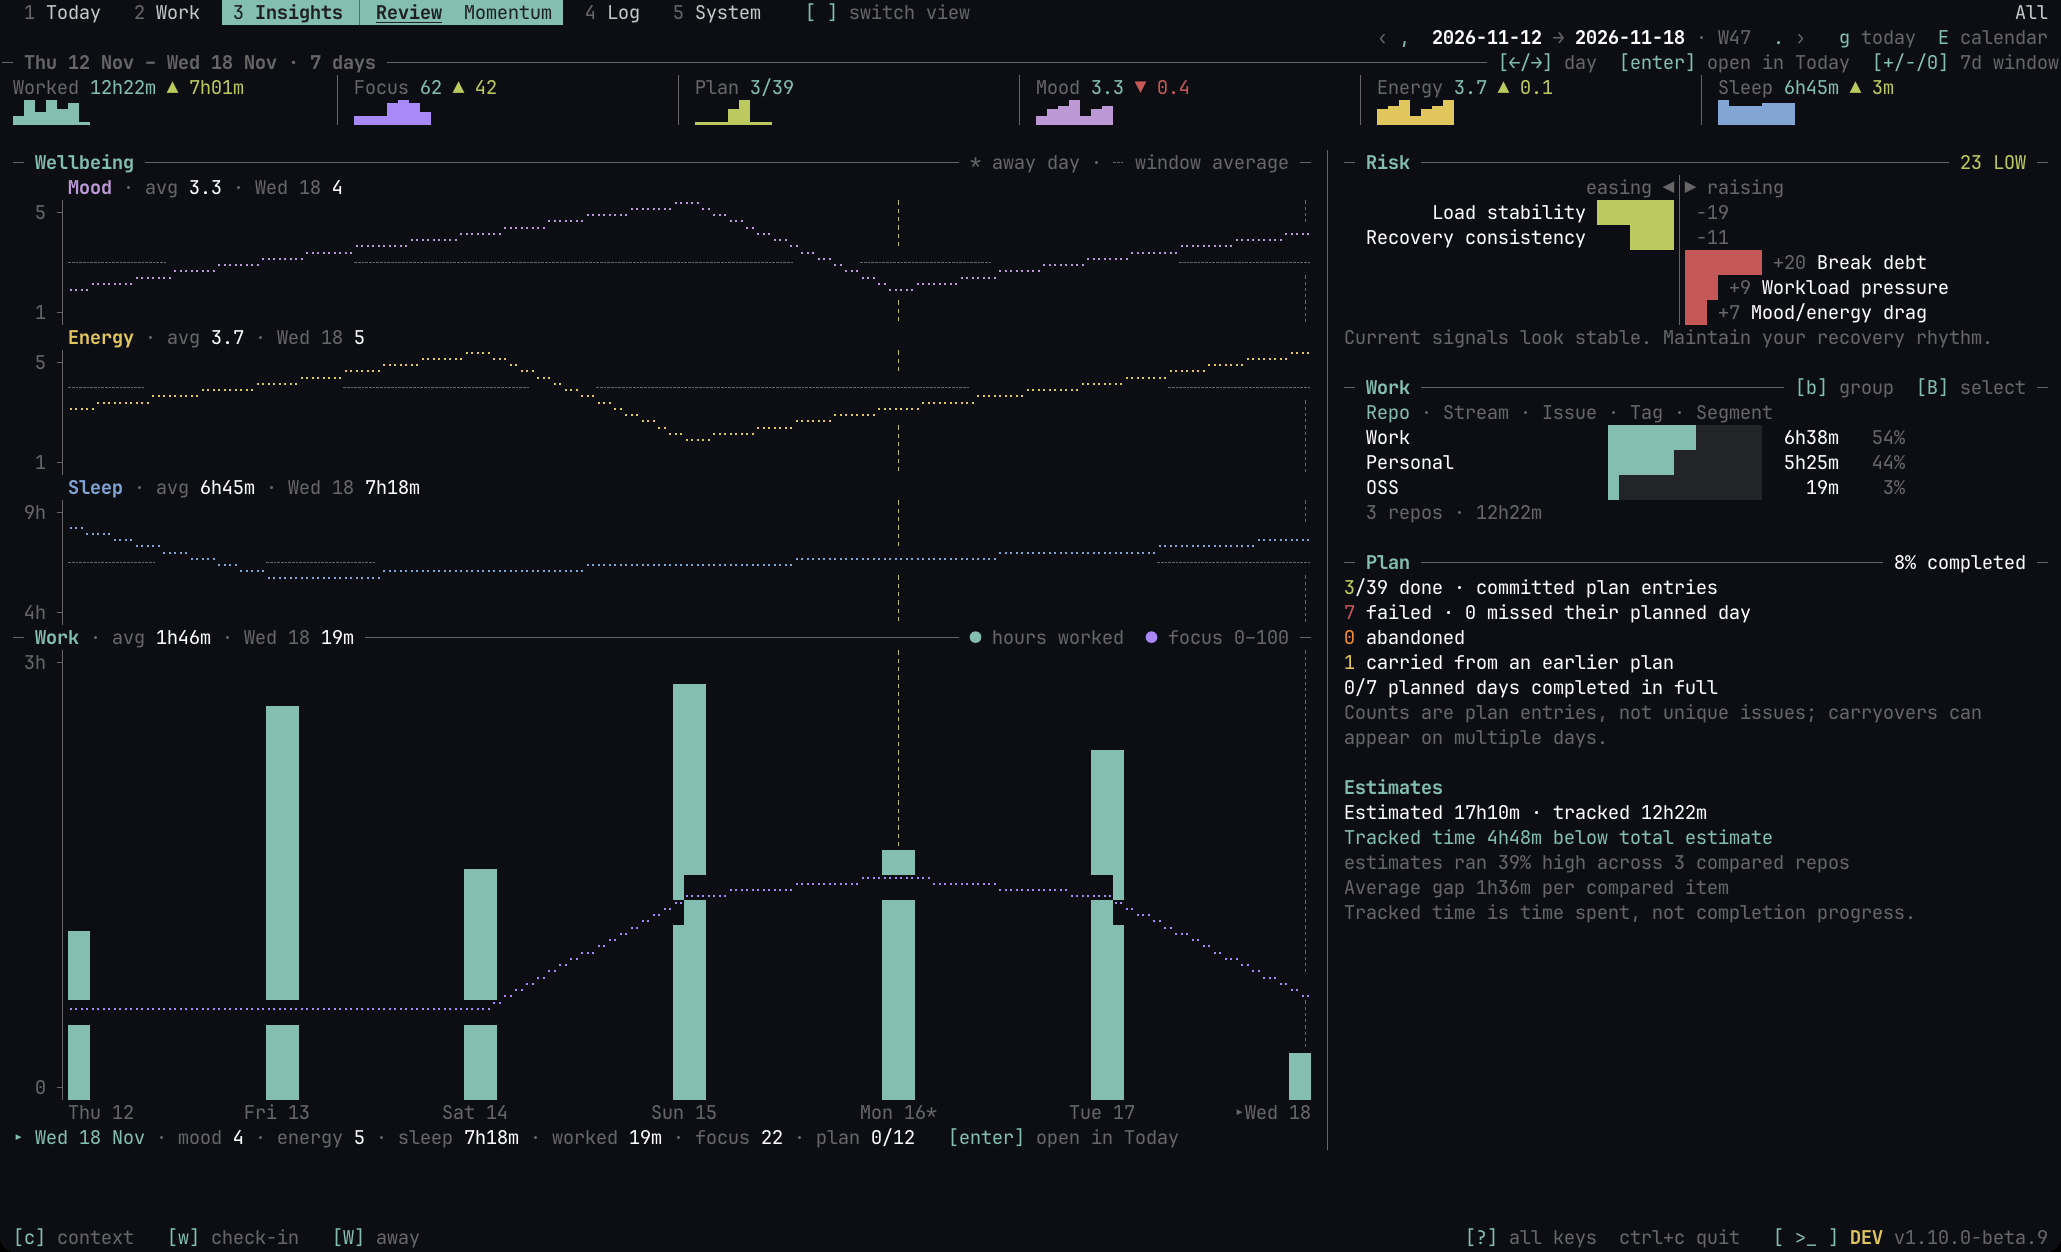 1 Today 2 Work 3 Insights Review Momentum 4 Log 5 System [ ] switch view All
‹ , 2026-11-12 → 2026-11-18 · W47 . › g today E calendar
Thu 12 Nov – Wed 18 Nov · 7 days [←/→] day [enter] open in Today [+/-/0] 7d window
Worked 12h22m ▲ 7h01m Focus 62 ▲ 42 Plan 3/39 Mood 3.3 ▼ 0.4 Energy 3.7 ▲ 0.1 Sleep 6h45m ▲ 3m
Wellbeing * away day · window average
Mood · avg 3.3 · Wed 18 4
5
1
Energy · avg 3.7 · Wed 18 5
5
1
Sleep · avg 6h45m · Wed 18 7h18m
9h
4h
Work · avg 1h46m · Wed 18 19m ● hours worked ● focus 0–100
3h
0
Thu 12 Fri 13 Sat 14 Sun 15 Mon 16* Tue 17 ▸Wed 18
▸ Wed 18 Nov · mood 4 · energy 5 · sleep 7h18m · worked 19m · focus 22 · plan 0/12 [enter] open in Today
Risk 23 LOW
easing ◀ ▶ raising
Load stability -19
Recovery consistency -11
+20 Break debt
+9 Workload pressure
+7 Mood/energy drag
Current signals look stable. Maintain your recovery rhythm.
Work [b] group [B] select
Repo · Stream · Issue · Tag · Segment
Work 6h38m 54%
Personal 5h25m 44%
OSS 19m 3%
3 repos · 12h22m
Plan 8% completed
3/39 done · committed plan entries
7 failed · 0 missed their planned day
0 abandoned
1 carried from an earlier plan
0/7 planned days completed in full
Counts are plan entries, not unique issues; carryovers can
appear on multiple days.
Estimates
Estimated 17h10m · tracked 12h22m
Tracked time 4h48m below total estimate
estimates ran 39% high across 3 compared repos
Average gap 1h36m per compared item
Tracked time is time spent, not completion progress.
[c] context [w] check-in [W] away [?] all keys ctrl+c quit [ >_ ] DEV v1.10.0-beta.9